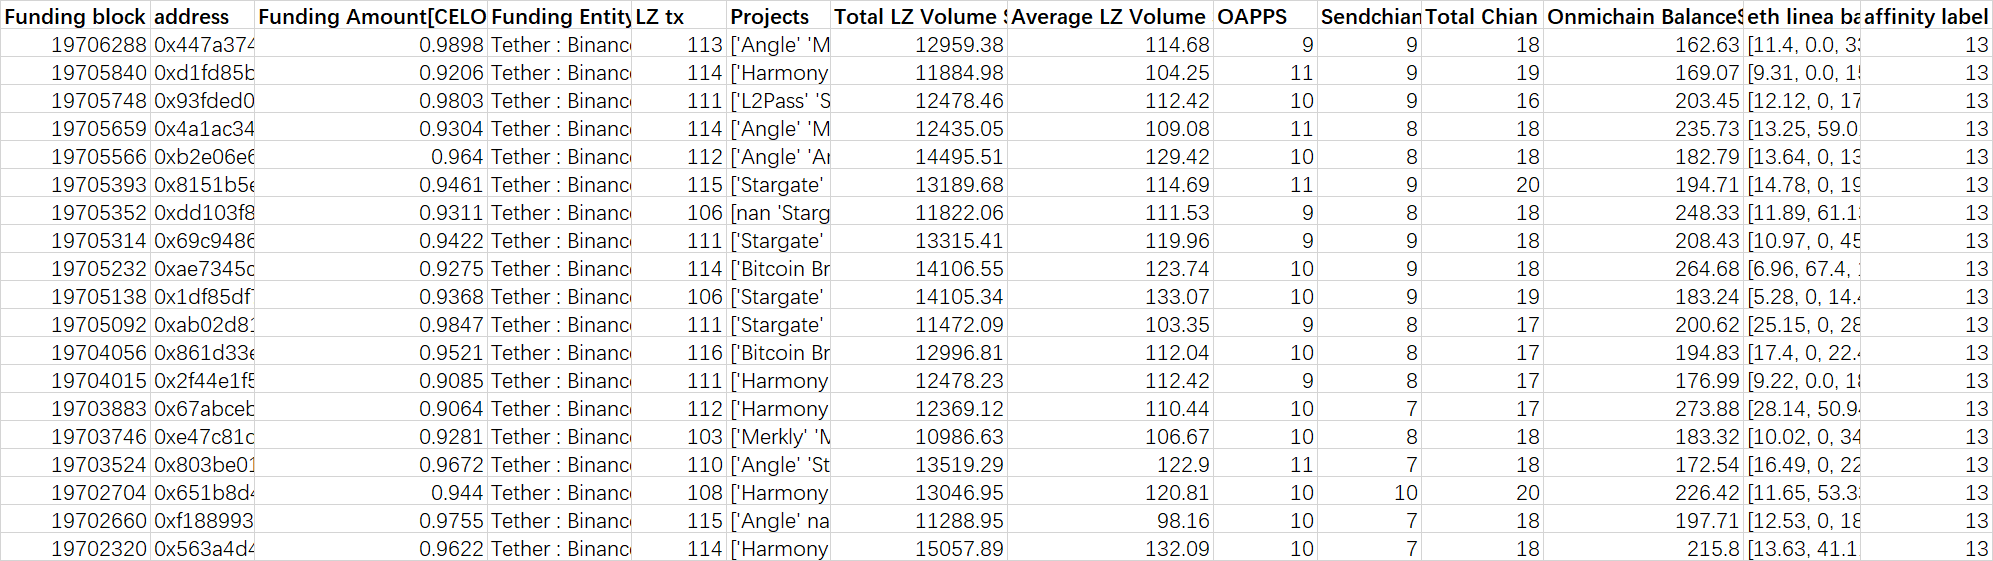 Funding block address Funding Amount[CELO Funding Entity LZ tx Projects Total LZ Volume Average LZ Volume OAPPS Sendchian Total Chian Onmichain Balance$ eth linea ba affinity label
19706288 0x447a374 0.9898 Tether : Binanc 113 ['Angle' 'M 12959.38 114.68 9 9 18 162.63 [11.4, 0.0, 33 13
19705840 0xd1fd85b 0.9206 Tether : Binanc 114 ['Harmony 11884.98 104.25 11 9 19 169.07 [9.31, 0.0, 15 13
19705748 0x93fded0 0.9803 Tether : Binanc 111 ['L2Pass' 'S 12478.46 112.42 10 9 16 203.45 [12.12, 0, 17 13
19705659 0x4a1ac34 0.9304 Tether : Binanc 114 ['Angle' 'M 12435.05 109.08 11 8 18 235.73 [13.25, 59.0 13
19705566 0xb2e06e6 0.964 Tether : Binanc 112 ['Angle' 'Ar 14495.51 129.42 10 8 18 182.79 [13.64, 0, 13 13
19705393 0x8151b5e 0.9461 Tether : Binanc 115 ['Stargate' 13189.68 114.69 11 9 20 194.71 [14.78, 0, 19 13
19705352 0xdd103f8 0.9311 Tether : Binanc 106 [nan 'Starg 11822.06 111.53 9 8 18 248.33 [11.89, 61.13 13
19705314 0x69c9486 0.9422 Tether : Binanc 111 ['Stargate' 13315.41 119.96 9 9 18 208.43 [10.97, 0, 45 13
19705232 0xae7345c 0.9275 Tether : Binanc 114 ['Bitcoin Br 14106.55 123.74 10 9 18 264.68 [6.96, 67.4, 13
19705138 0x1df85df 0.9368 Tether : Binanc 106 ['Stargate' 14105.34 133.07 10 9 19 183.24 [5.28, 0, 14.4 13
19705092 0xab02d81 0.9847 Tether : Binanc 111 ['Stargate' 11472.09 103.35 9 8 17 200.62 [25.15, 0, 28 13
19704056 0x861d33e 0.9521 Tether : Binanc 116 ['Bitcoin Br 12996.81 112.04 10 8 17 194.83 [17.4, 0, 22.4 13
19704015 0x2f44e1f5 0.9085 Tether : Binanc 111 ['Harmony 12478.23 112.42 9 8 17 176.99 [9.22, 0.0, 18 13
19703883 0x67abceb 0.9064 Tether : Binanc 112 ['Harmony 12369.12 110.44 10 7 17 273.88 [28.14, 50.94 13
19703746 0xe47c81c 0.9281 Tether : Binanc 103 ['Merkly' 'M 10986.63 106.67 10 8 18 183.32 [10.02, 0, 34 13
19703524 0x803be01 0.9672 Tether : Binanc 110 ['Angle' 'St 13519.29 122.9 11 7 18 172.54 [16.49, 0, 22 13
19702704 0x651b8d4 0.944 Tether : Binanc 108 ['Harmony 13046.95 120.81 10 10 20 226.42 [11.65, 53.33 13
19702660 0xf188993 0.9755 Tether : Binanc 115 ['Angle' na 11288.95 98.16 10 7 18 197.71 [12.53, 0, 18 13
19702320 0x563a4d4 0.9622 Tether : Binanc 114 ['Harmony 15057.89 132.09 10 7 18 215.8 [13.63, 41.1 13